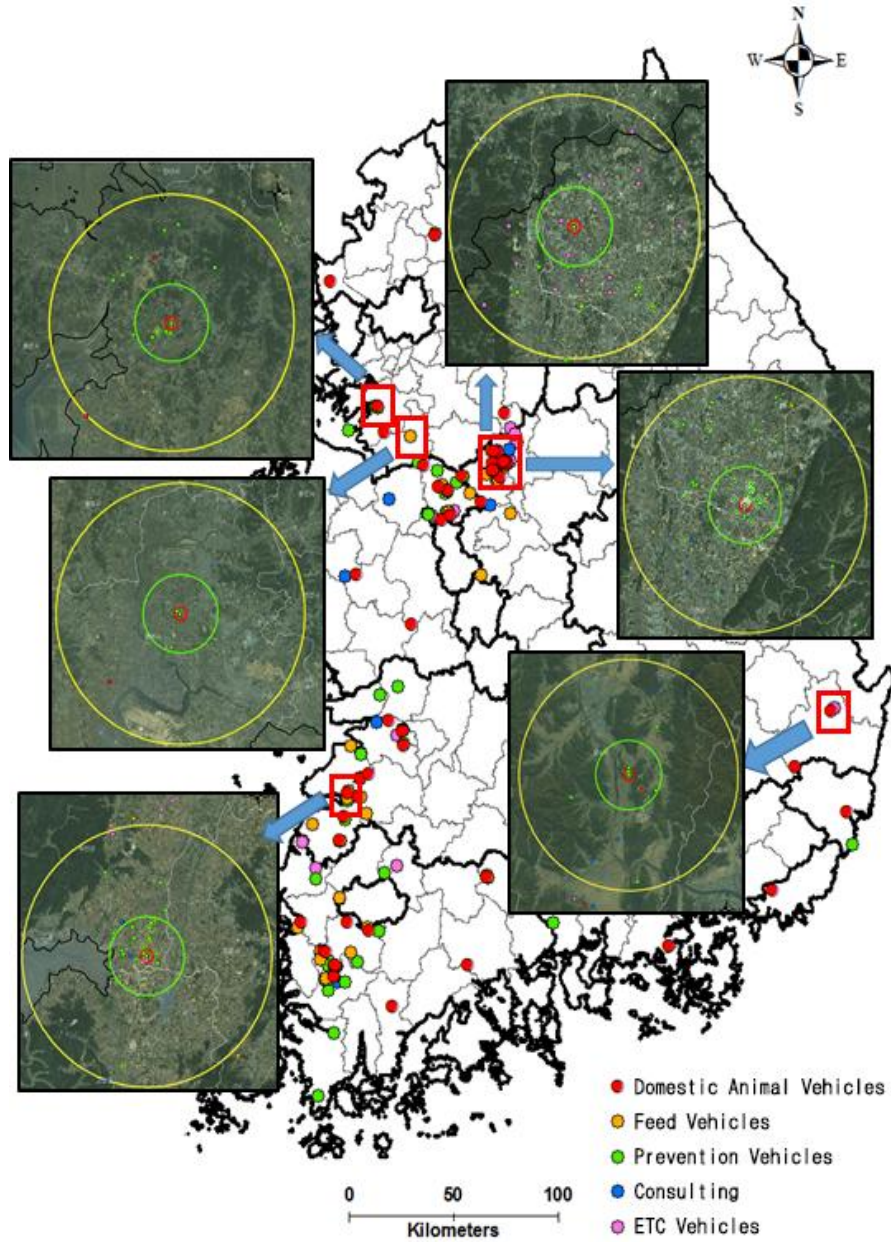 N
W E
S
Domestic Animal Vehicles
Feed Vehicles
Prevention Vehicles
Consulting
ETC Vehicles
0 50 100
Kilometers